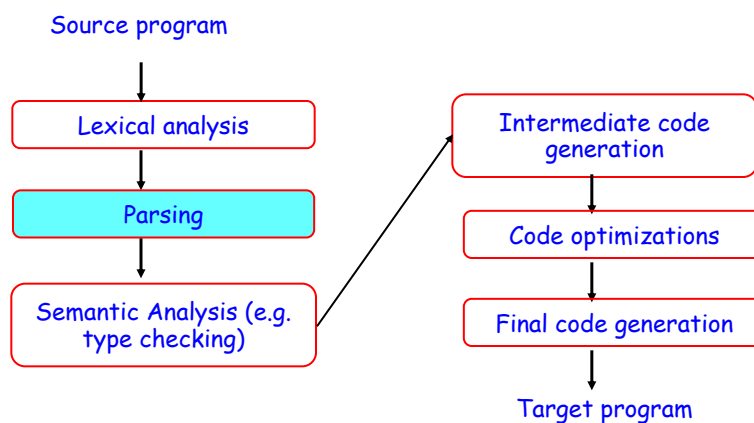 Source program
Lexical analysis
Parsing
Semantic Analysis (e.g.
type checking)
Intermediate code
generation
Code optimizations
Final code generation
Target program